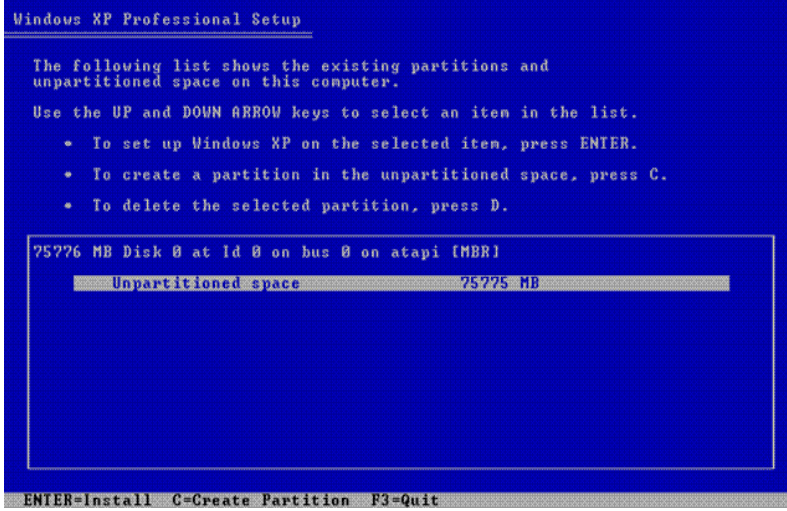 Windows XP Professional Setup
The following list shows the existing partitions and
unpartitioned space on this computer.
Use the UP and DOWN ARROW keys to select an item in the list.
• To set up Windows XP on the selected item, press ENTER.
• To create a partition in the unpartitioned space, press C.
• To delete the selected partition, press D.
75776 MB Disk 0 at Id 0 on bus 0 on atapi [MBR]
Unpartitioned space 75775 MB
ENTER=Install C=Create Partition F3=Quit